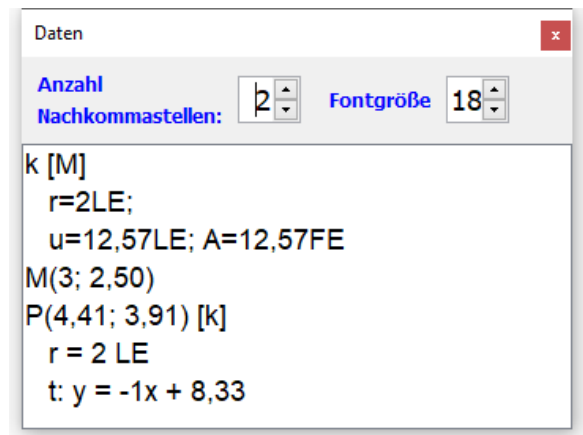 Daten
x
Anzahl
Nachkommastellen:
2
Fontgröße
18
k [M]
r=2LE;
u=12,57LE; A=12,57FE
M(3; 2,50)
P(4,41; 3,91) [k]
r = 2 LE
t: y = -1x + 8,33